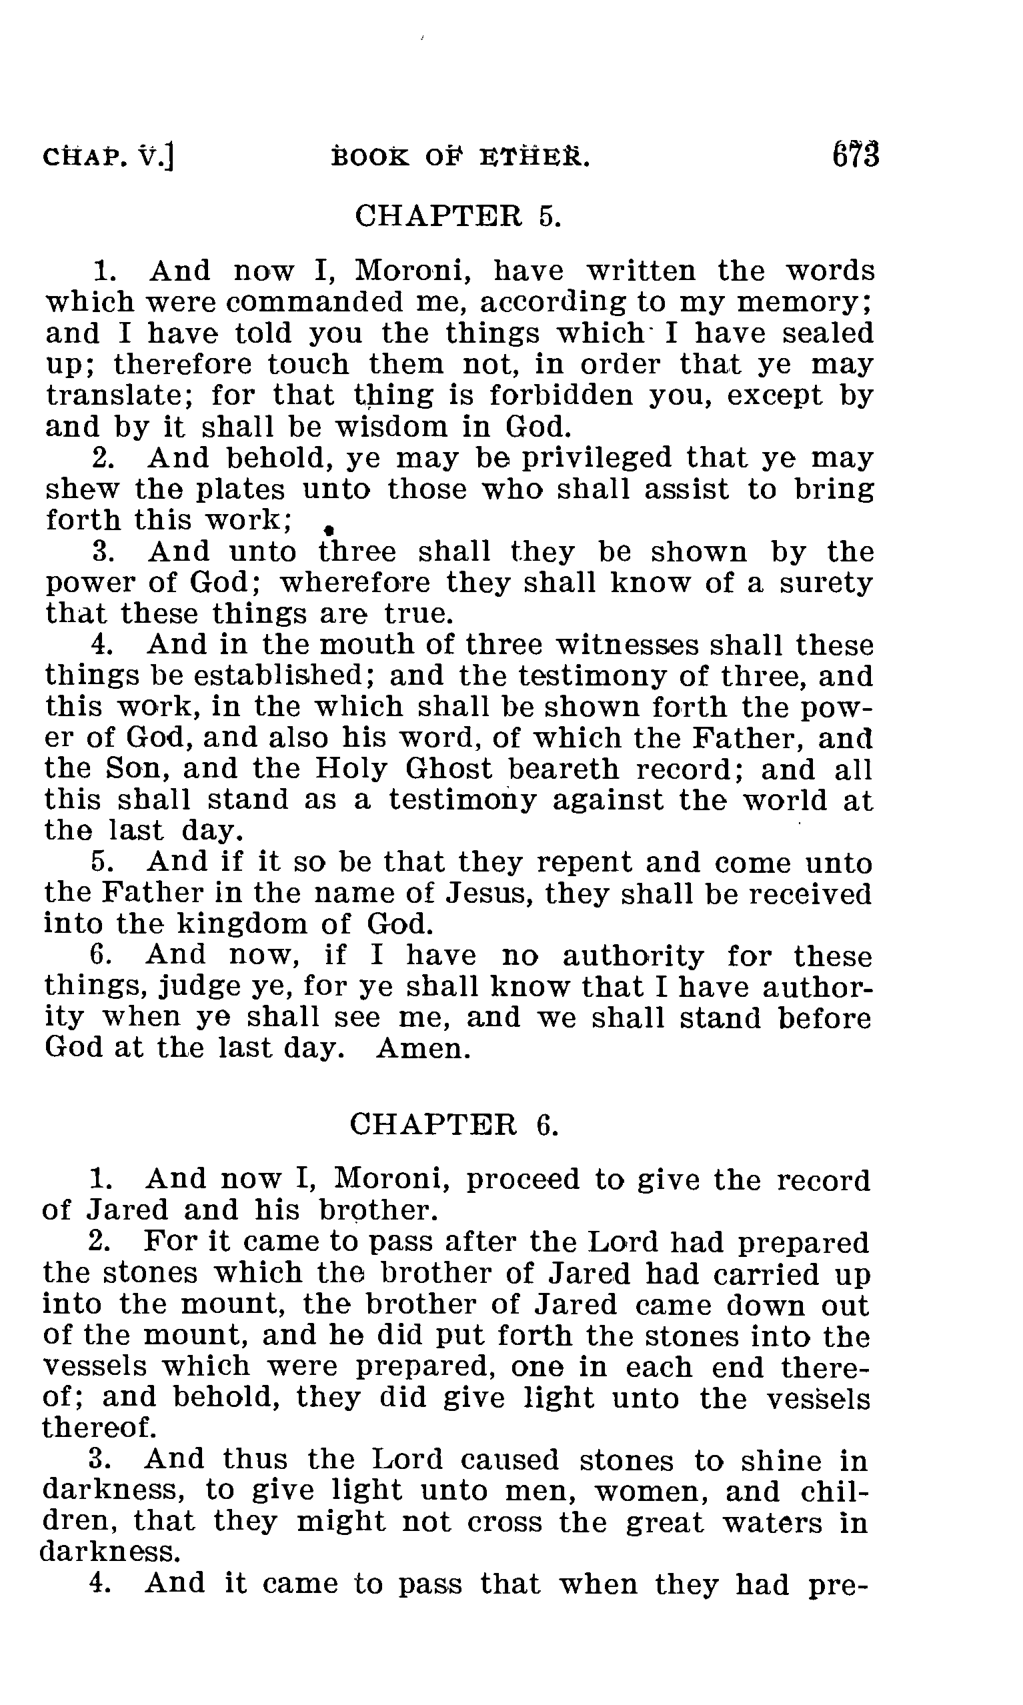 CHAP. V.] BOOK OF ETHER. 673
CHAPTER 5.
1. And now I, Moroni, have written the words
which were commanded me, according to my memory;
and I have told you the things which I have sealed
up; therefore touch them not, in order that ye may
translate; for that thing is forbidden you, except by
and by it shall be wisdom in God.
2. And behold, ye may be privileged that ye may
shew the plates unto those who shall assist to bring
forth this work;
3. And unto three shall they be shown by the
power of God; wherefore they shall know of a surety
that these things are true.
4. And in the mouth of three witnesses shall these
things be established; and the testimony of three, and
this work, in the which shall be shown forth the pow-
er of God, and also his word, of which the Father, and
the Son, and the Holy Ghost beareth record; and all
this shall stand as a testimony against the world at
the last day.
5. And if it so be that they repent and come unto
the Father in the name of Jesus, they shall be received
into the kingdom of God.
6. And now, if I have no authority for these
things, judge ye, for ye shall know that I have author-
ity when ye shall see me, and we shall stand before
God at the last day. Amen.
CHAPTER 6.
1. And now I, Moroni, proceed to give the record
of Jared and his brother.
2. For it came to pass after the Lord had prepared
the stones which the brother of Jared had carried up
into the mount, the brother of Jared came down out
of the mount, and he did put forth the stones into the
vessels which were prepared, one in each end there-
of; and behold, they did give light unto the vessels
thereof.
3. And thus the Lord caused stones to shine in
darkness, to give light unto men, women, and chil-
dren, that they might not cross the great waters in
darkness.
4. And it came to pass that when they had pre-